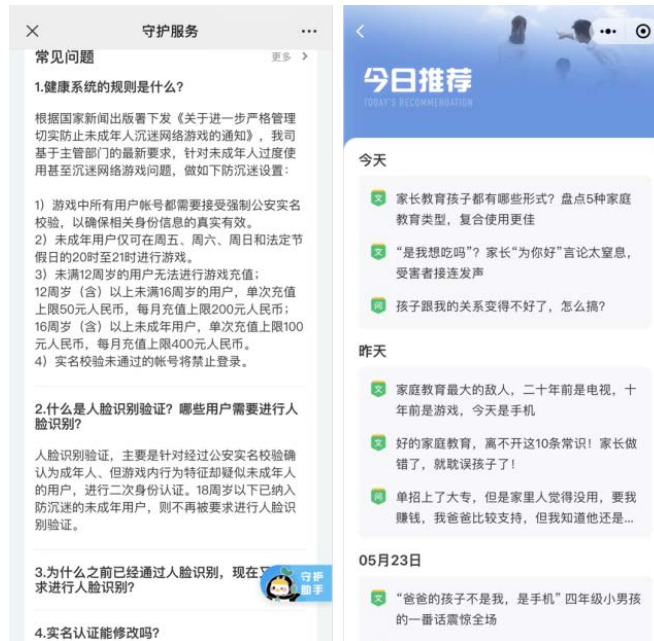 守护服务
常见问题
更多 >
1.健康系统的规则是什么?
根据国家新闻出版署下发《关于进一步严格管理
切实防止未成年人沉迷网络游戏的通知》,我司
基于主管部门的最新要求,针对未成年人过度使
用甚至沉迷网络游戏问题,做如下防沉迷设置:
1)游戏中所有用户帐号都需要接受强制公安实名
校验,以确保相关身份信息的真实有效。
2)未成年用户仅可在周五、周六、周日和法定节
假日的20时至21时进行游戏。
3)未满12周岁的用户无法进行游戏充值;
12周岁(含)以上未满16周岁的用户,单次充值
上限50元人民币,每月充值上限200元人民币;
16周岁(含)以上未成年用户,单次充值上限100
元人民币,每月充值上限400元人民币。
4)实名校验未通过的帐号将禁止登录。
2.什么是人脸识别验证?哪些用户需要进行人
脸识别?
人脸识别验证,主要是针对经过公安实名校验确
认为成年人、但游戏内行为特征却疑似未成年人
的用户,进行二次身份认证。18周岁以下已纳入
防沉迷的未成年用户,则不再被要求进行人脸识
别验证。
3.为什么之前已经通过人脸识别,现在
求进行人脸识别?
守护
助手
4.实名认证能修改吗?
今日推荐
TODAY'S RECOMMENDATION
今天
文 家长教育孩子都有哪些形式?盘点5种家庭
教育类型,复合使用更佳
文 “是我想吃吗”?家长“为你好”言论太窒息,
受害者接连发声
问 孩子跟我的关系变得不好了,怎么搞?
昨天
文 家庭教育最大的敌人,二十年前是电视,十
年前是游戏,今天是手机
文 好的家庭教育,离不开这10条常识!家长做
错了,就耽误孩子了!
问 单招上了大专,但是家里人觉得没用,要我
赚钱,我爸爸比较支持,但我知道他还是...
05月23日
文 “爸爸的孩子不是我,是手机”四年级小男孩
的一番话震惊全场